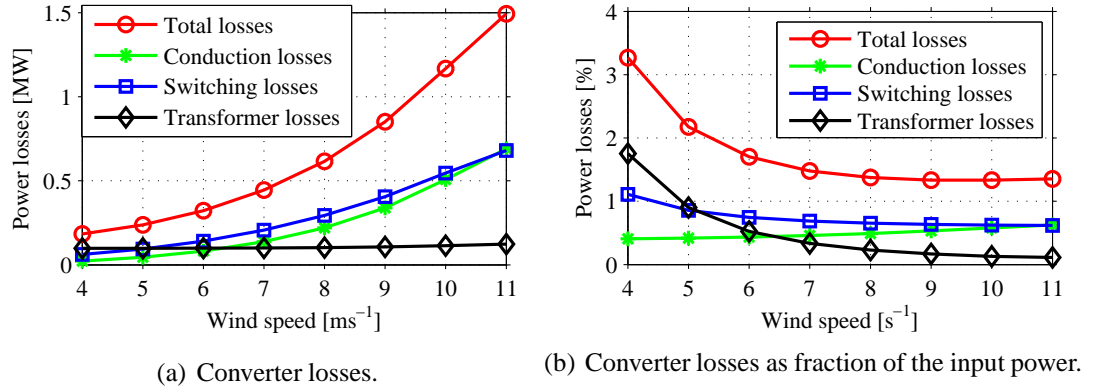 1.5
1
0.5
0
Power losses [MW]
Total losses
Conduction losses
Switching losses
Transformer losses
4 5 6 7 8 9 10 11
Wind speed [ms⁻¹]
(a) Converter losses.
4
3
2
1
0
Power losses [%]
Total losses
Conduction losses
Switching losses
Transformer losses
4 5 6 7 8 9 10 11
Wind speed [s⁻¹]
(b) Converter losses as fraction of the input power.